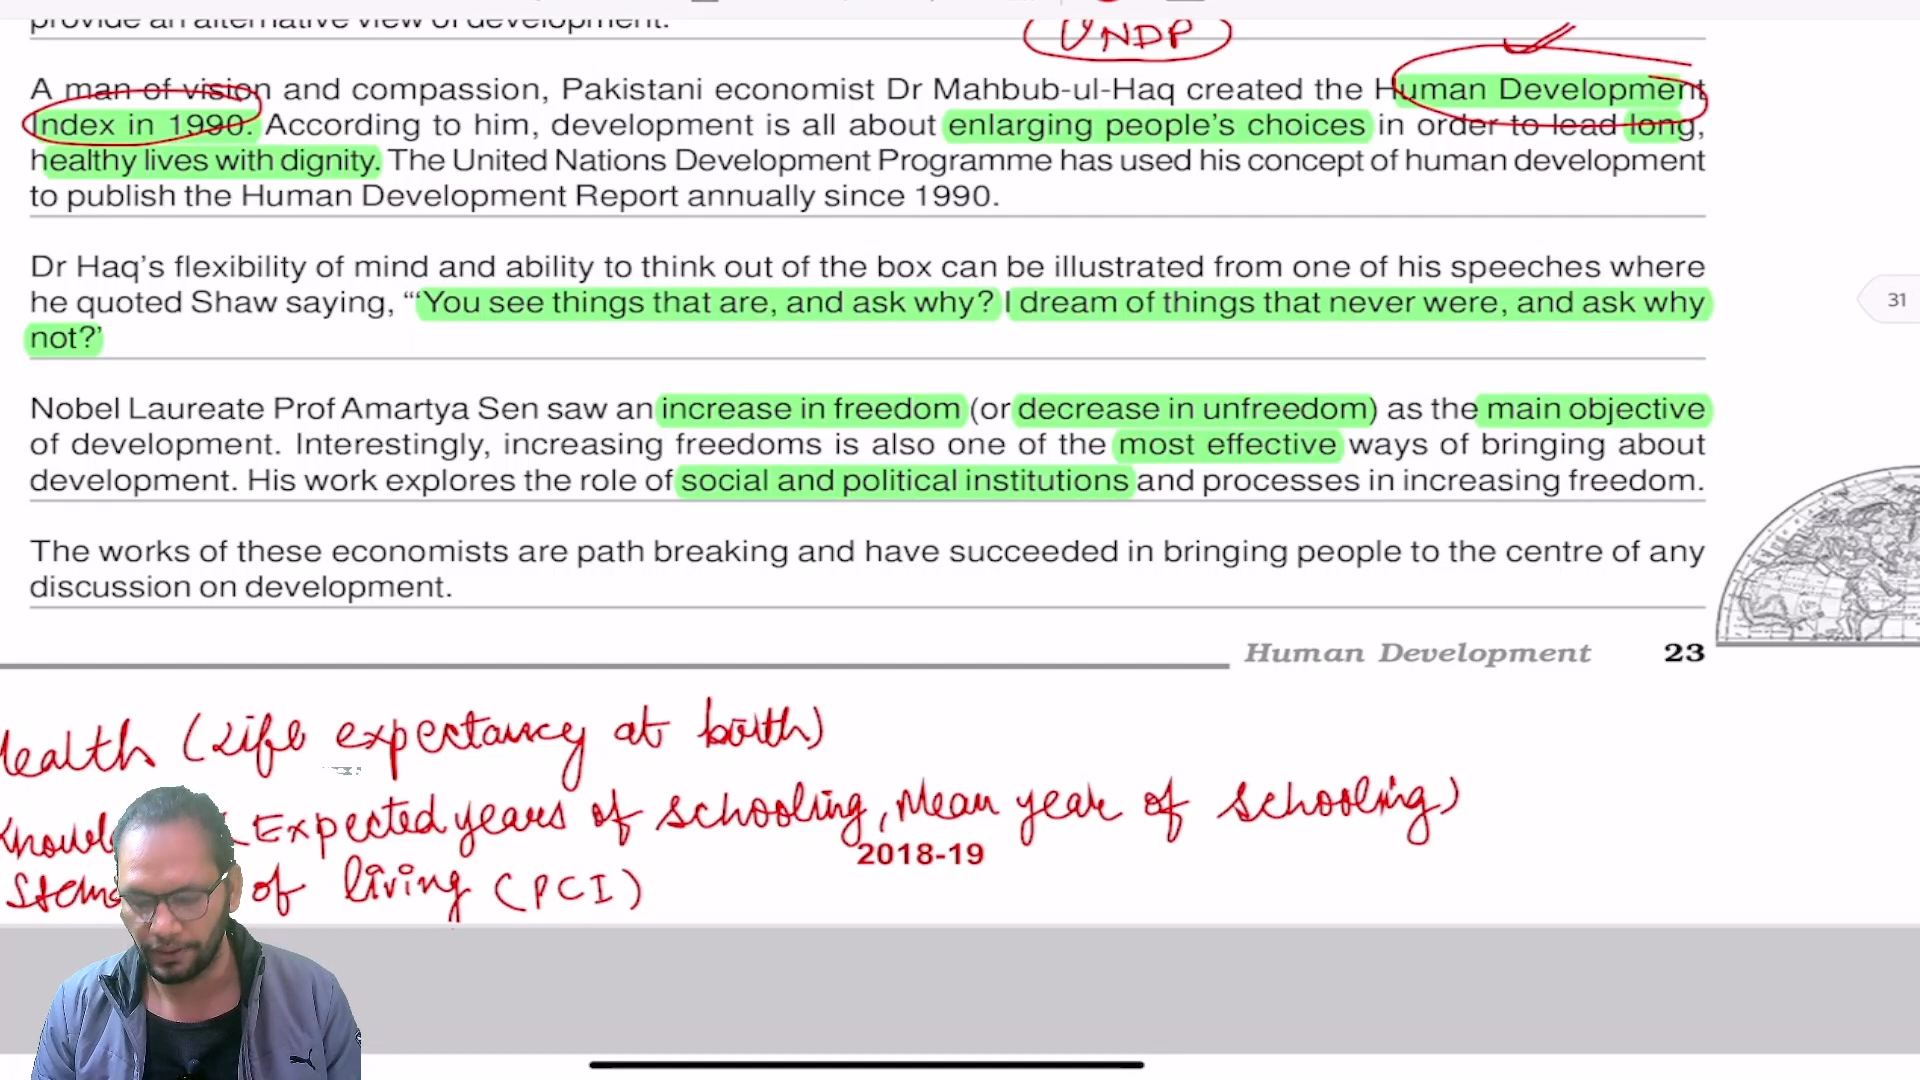 provide an alternative view of development.
UNDP
A man of vision and compassion, Pakistani economist Dr Mahbub-ul-Haq created the Human Development
Index in 1990. According to him, development is all about enlarging people's choices in order to lead long,
healthy lives with dignity. The United Nations Development Programme has used his concept of human development
to publish the Human Development Report annually since 1990.
Dr Haq's flexibility of mind and ability to think out of the box can be illustrated from one of his speeches where
he quoted Shaw saying, “‘You see things that are, and ask why? I dream of things that never were, and ask why
not?’
31
Nobel Laureate Prof Amartya Sen saw an increase in freedom (or decrease in unfreedom) as the main objective
of development. Interestingly, increasing freedoms is also one of the most effective ways of bringing about
development. His work explores the role of social and political institutions and processes in increasing freedom.
The works of these economists are path breaking and have succeeded in bringing people to the centre of any
discussion on development.
Human Development 23
Health (Life expectancy at birth)
(Expected years of schooling, Mean year of schooling)
2018-19
of living (PCI)